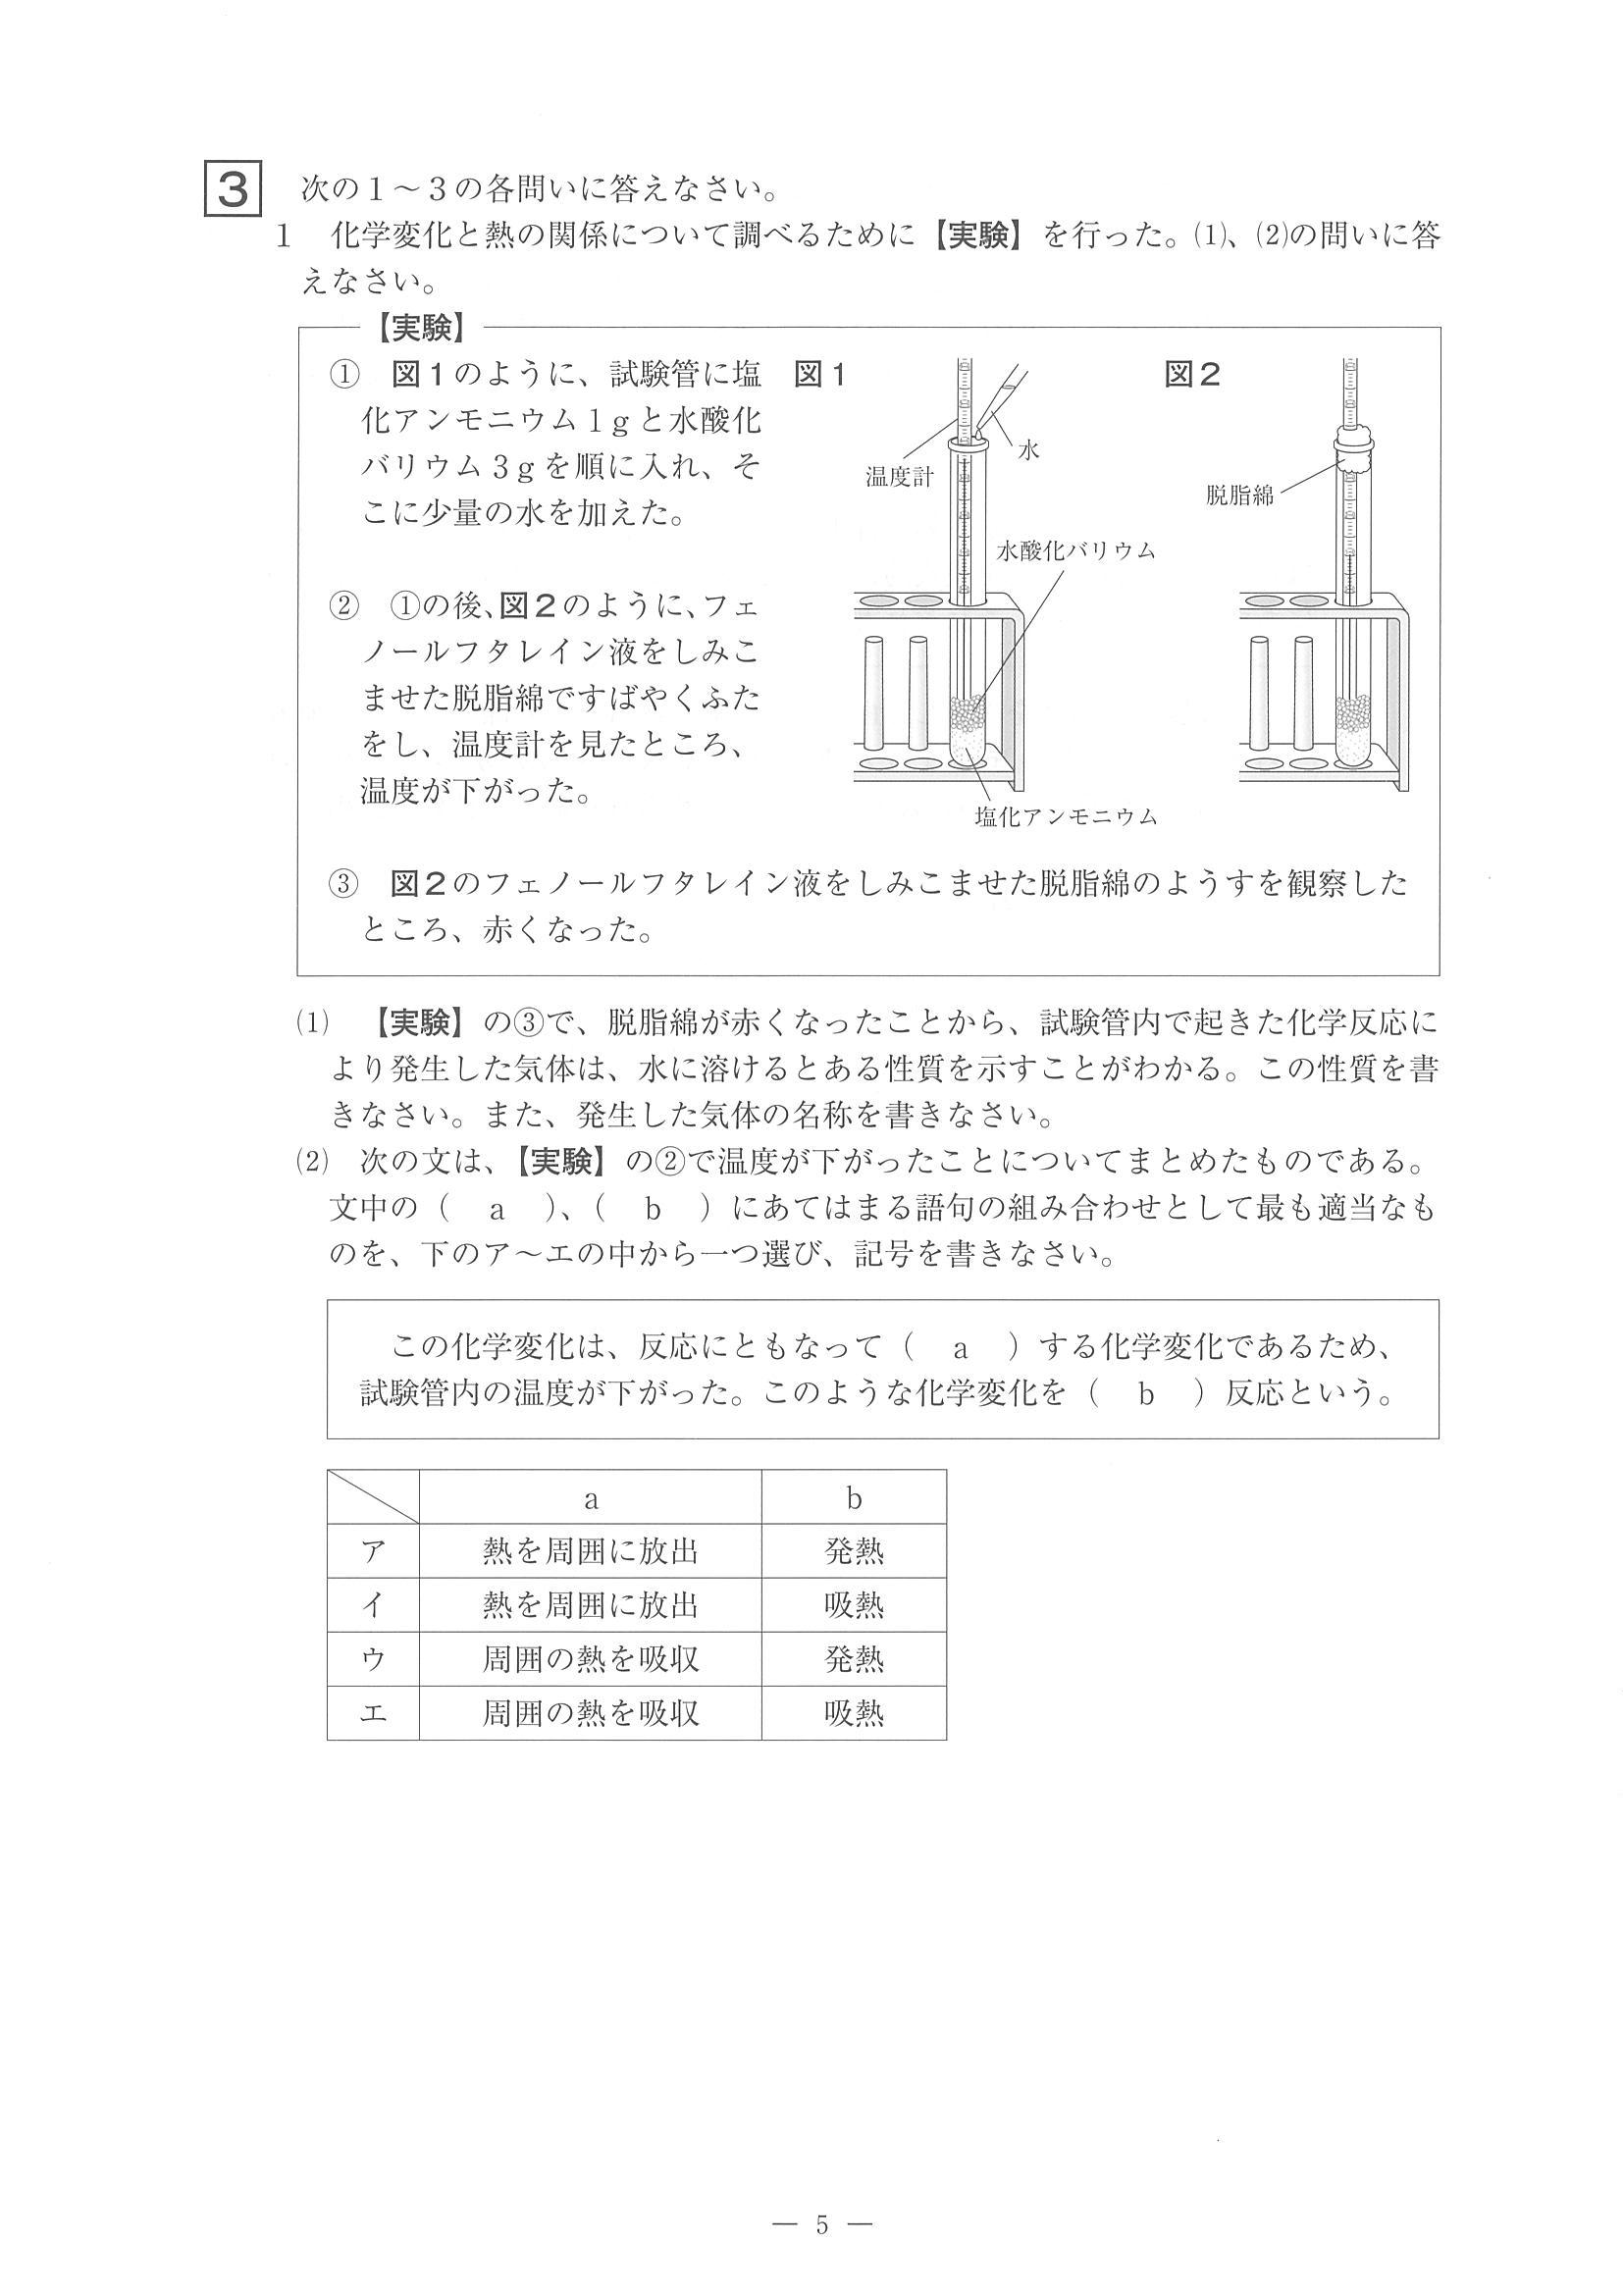 3 次の1～3の各問いに答えなさい。
1 化学変化と熱の関係について調べるために【実験】を行った。⑴、⑵の問いに答
えなさい。
【実験】
① 図1のように、試験管に塩
化アンモニウム1gと水酸化
バリウム3gを順に入れ、そ
こに少量の水を加えた。
② ①の後、図2のように、フェ
ノールフタレイン液をしみこ
ませた脱脂綿ですばやくふた
をし、温度計を見たところ、
温度が下がった。
図1
温度計
水
水酸化バリウム
塩化アンモニウム
図2
脱脂綿
③ 図2のフェノールフタレイン液をしみこませた脱脂綿のようすを観察した
ところ、赤くなった。
⑴ 【実験】の③で、脱脂綿が赤くなったことから、試験管内で起きた化学反応に
より発生した気体は、水に溶けるとある性質を示すことがわかる。この性質を書
きなさい。また、発生した気体の名称を書きなさい。
⑵ 次の文は、【実験】の②で温度が下がったことについてまとめたものである。
文中の（ a ）、（ b ）にあてはまる語句の組み合わせとして最も適当なも
のを、下のア～エの中から一つ選び、記号を書きなさい。
この化学変化は、反応にともなって（ a ）する化学変化であるため、
試験管内の温度が下がった。このような化学変化を（ b ）反応という。
a b
ア 熱を周囲に放出 発熱
イ 熱を周囲に放出 吸熱
ウ 周囲の熱を吸収 発熱
エ 周囲の熱を吸収 吸熱
― 5 ―